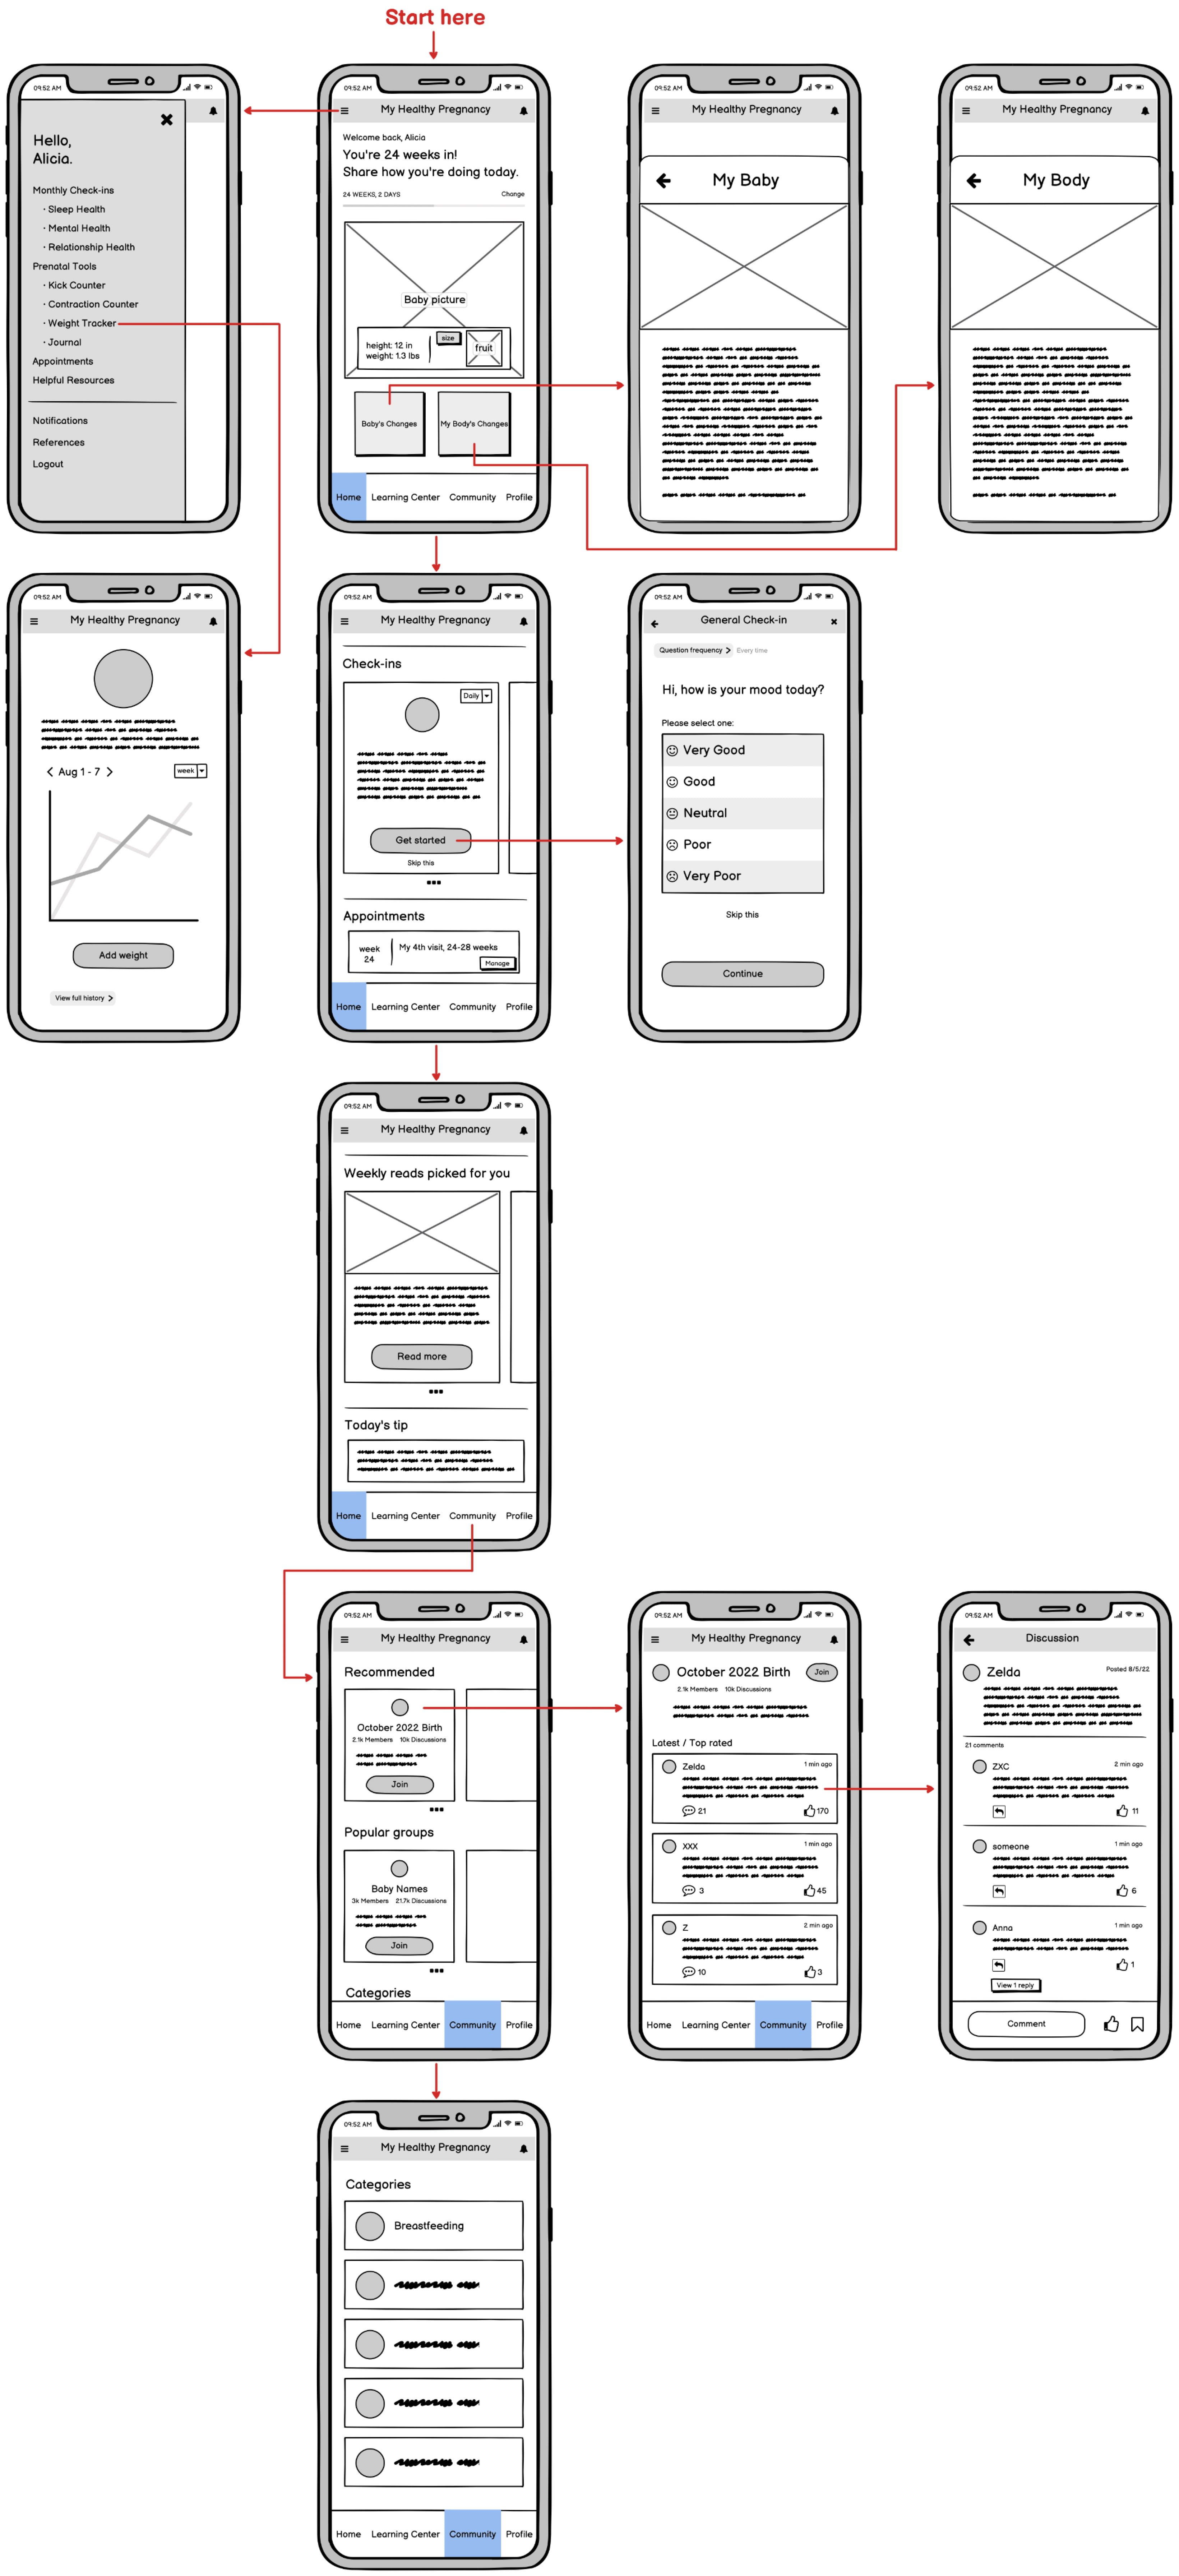 Start here
09:52 AM
Hello,
Alicia.
Monthly Check-ins
· Sleep Health
· Mental Health
· Relationship Health
Prenatal Tools
· Kick Counter
· Contraction Counter
· Weight Tracker
· Journal
Appointments
Helpful Resources
Notifications
References
Logout
09:52 AM
My Healthy Pregnancy
Welcome back, Alicia
You're 24 weeks in!
Share how you're doing today.
24 WEEKS, 2 DAYS
Change
Baby picture
height: 12 in
weight: 1.3 lbs
size
fruit
Baby's Changes
My Body's Changes
Home Learning Center Community Profile
09:52 AM
My Healthy Pregnancy
My Baby
09:52 AM
My Healthy Pregnancy
My Body
09:52 AM
My Healthy Pregnancy
Aug 1 - 7
week
Add weight
View full history
09:52 AM
My Healthy Pregnancy
Check-ins
Daily
Get started
Skip this
Appointments
week
24
My 4th visit, 24-28 weeks
Manage
Home Learning Center Community Profile
09:52 AM
General Check-in
Question frequency
Every time
Hi, how is your mood today?
Please select one:
Very Good
Good
Neutral
Poor
Very Poor
Skip this
Continue
09:52 AM
My Healthy Pregnancy
Weekly reads picked for you
Read more
Today's tip
Home Learning Center Community Profile
09:52 AM
My Healthy Pregnancy
Recommended
October 2022 Birth
2.1k Members 10k Discussions
Join
Popular groups
Baby Names
3k Members 21.7k Discussions
Join
Categories
Home Learning Center Community Profile
09:52 AM
My Healthy Pregnancy
October 2022 Birth
Join
2.1k Members 10k Discussions
Latest / Top rated
Zelda
1 min ago
21
170
XXX
1 min ago
3
45
Z
2 min ago
10
3
Home Learning Center Community Profile
09:52 AM
Discussion
Zelda
Posted 8/5/22
21 comments
ZXC
2 min ago
11
someone
1 min ago
6
Anna
1 min ago
1
View 1 reply
Comment
09:52 AM
My Healthy Pregnancy
Categories
Breastfeeding
Home Learning Center Community Profile